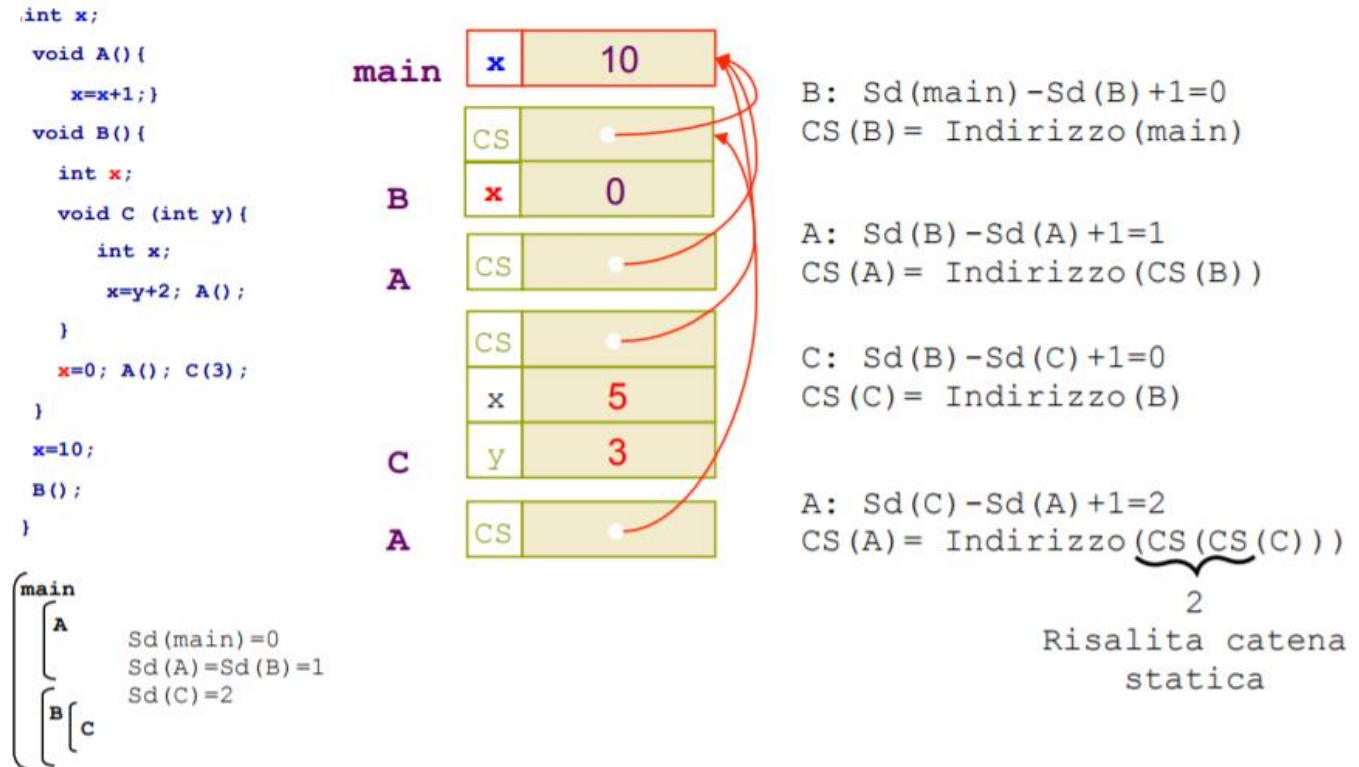 int x;
void A(){
x=x+1;}
void B(){
int x;
void C (int y){
int x;
x=y+2; A();
}
x=0; A(); C(3);
}
x=10;
B();
}
main
A
B
C
Sd(main)=0
Sd(A)=Sd(B)=1
Sd(C)=2
main x 10
CS
B x 0
A CS
CS
x 5
C y 3
A CS
B: Sd(main)-Sd(B)+1=0
CS(B)= Indirizzo(main)
A: Sd(B)-Sd(A)+1=1
CS(A)= Indirizzo(CS(B))
C: Sd(B)-Sd(C)+1=0
CS(C)= Indirizzo(B)
A: Sd(C)-Sd(A)+1=2
CS(A)= Indirizzo(CS(CS(C)))
2
Risalita catena
statica